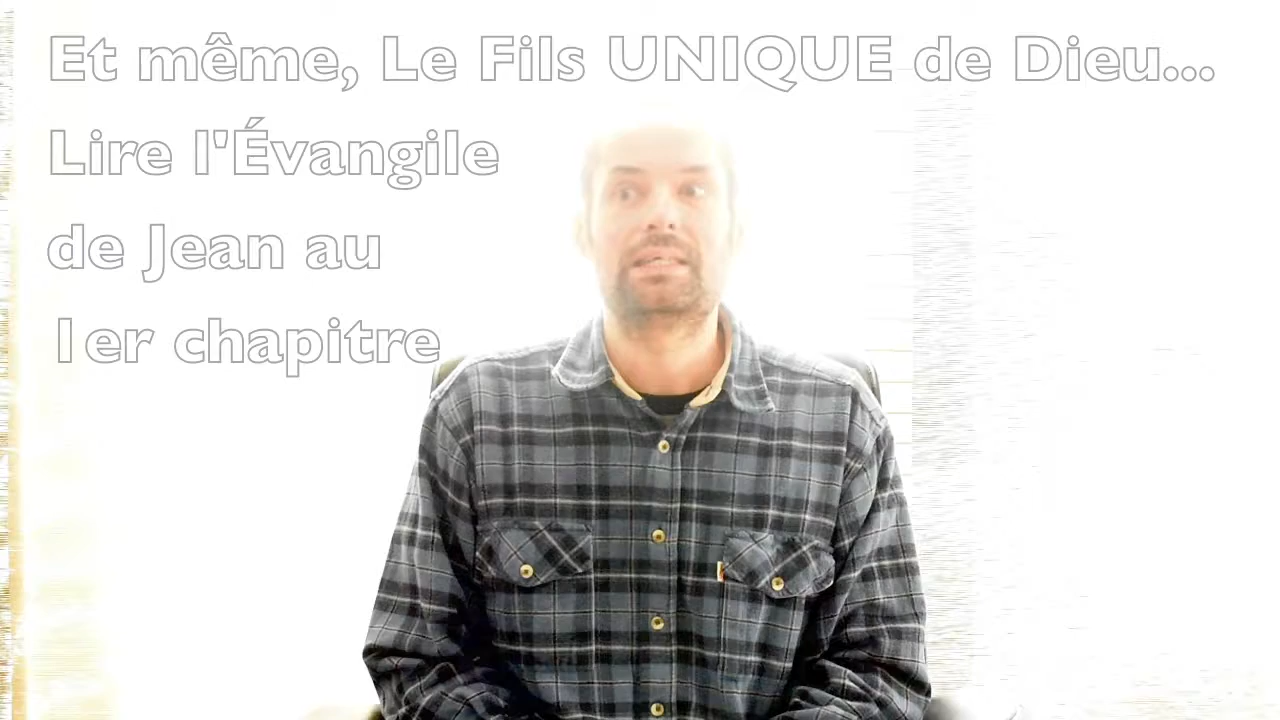 Et même, Le Fils UNIQUE de Dieu...
Lire l'Évangile
de Jean au
1er chapitre